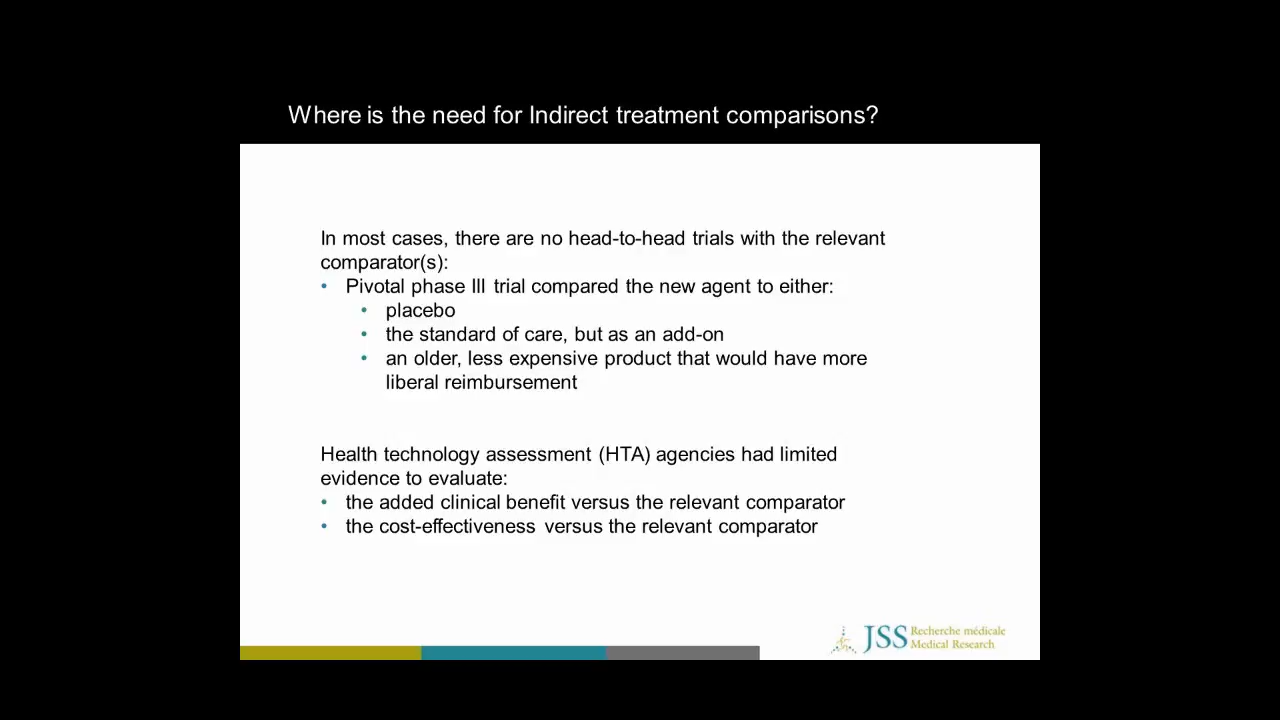 Where is the need for Indirect treatment comparisons?
In most cases, there are no head-to-head trials with the relevant
comparator(s):
• Pivotal phase III trial compared the new agent to either:
• placebo
• the standard of care, but as an add-on
• an older, less expensive product that would have more
liberal reimbursement
Health technology assessment (HTA) agencies had limited
evidence to evaluate:
• the added clinical benefit versus the relevant comparator
• the cost-effectiveness versus the relevant comparator
JSS Recherche médicale
Medical Research